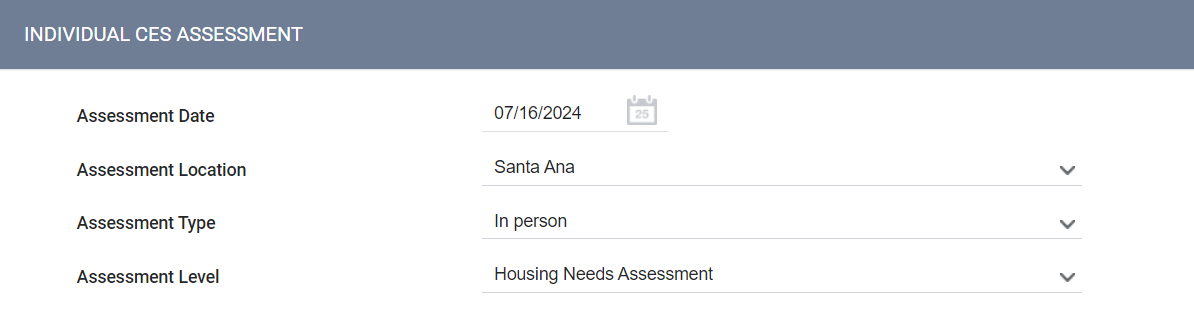 INDIVIDUAL CES ASSESSMENT
Assessment Date 07/16/2024 25
Assessment Location Santa Ana
Assessment Type In person
Assessment Level Housing Needs Assessment